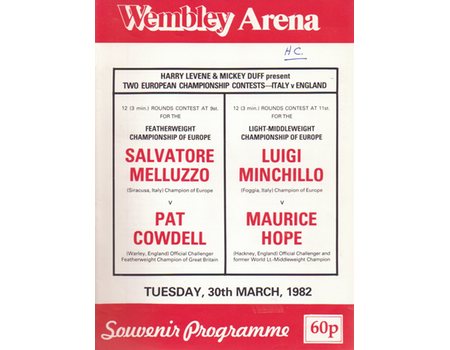 Wembley Arena
H.C.
HARRY LEVENE & MICKEY DUFF present
TWO EUROPEAN CHAMPIONSHIP CONTESTS—ITALY v ENGLAND
12 (3 min.) ROUNDS CONTEST AT 9st.
FOR THE
FEATHERWEIGHT
CHAMPIONSHIP OF EUROPE
SALVATORE
MELLUZZO
(Siracusa, Italy) Champion of Europe
v
PAT
COWDELL
(Warley, England) Official Challenger
Featherweight Champion of Great Britain
12 (3 min.) ROUNDS CONTEST AT 11st.
FOR THE
LIGHT-MIDDLEWEIGHT
CHAMPIONSHIP OF EUROPE
LUIGI
MINCHILLO
(Foggia, Italy) Champion of Europe
v
MAURICE
HOPE
(Hackney, England) Official Challenger and
former World Lt.-Middleweight Champion
TUESDAY, 30th MARCH, 1982
Souvenir Programme
60p